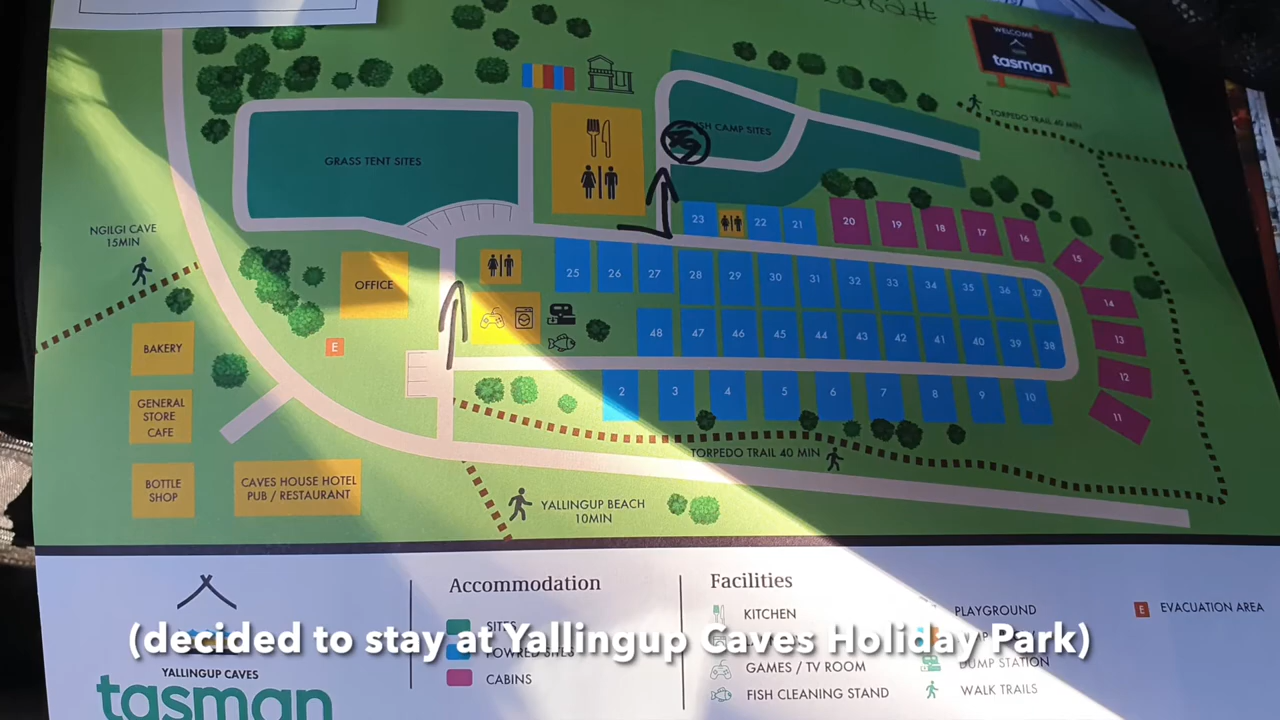 WELCOME
tasman
TORPEDO TRAIL 40 MIN
CAMP SITES
GRASS TENT SITES
23
22
21
20
19
18
17
16
15
14
13
12
11
NGILGI CAVE
15MIN
OFFICE
25
26
27
28
29
30
31
32
33
34
35
36
37
48
47
46
45
44
43
42
41
40
39
38
E
BAKERY
2
3
4
5
6
7
8
9
10
GENERAL
STORE
CAFE
TORPEDO TRAIL 40 MIN
BOTTLE
SHOP
CAVES HOUSE HOTEL
PUB / RESTAURANT
YALLINGUP BEACH
10MIN
Accommodation
SITES
POWRED SITES
CABINS
Facilities
KITCHEN
GAMES / TV ROOM
FISH CLEANING STAND
PLAYGROUND
DUMP STATION
WALK TRAILS
E EVACUATION AREA
(decided to stay at Yallingup Caves Holiday Park)
YALLINGUP CAVES
tasman